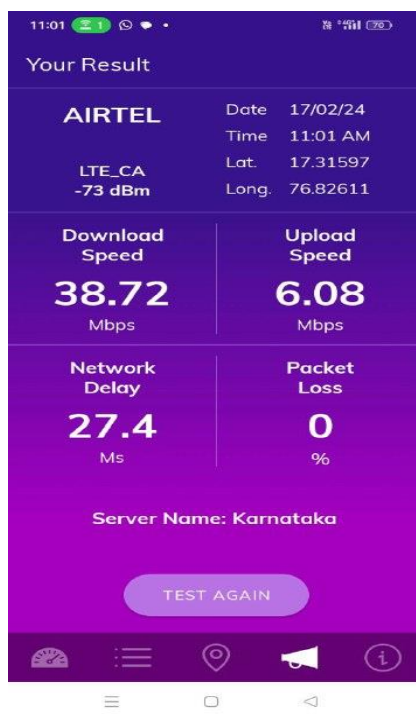 11:01 1
70
Your Result
AIRTEL
LTE_CA
-73 dBm
Date 17/02/24
Time 11:01 AM
Lat. 17.31597
Long. 76.82611
Download Speed
38.72
Mbps
Upload Speed
6.08
Mbps
Network Delay
27.4
Ms
Packet Loss
0
%
Server Name: Karnataka
TEST AGAIN